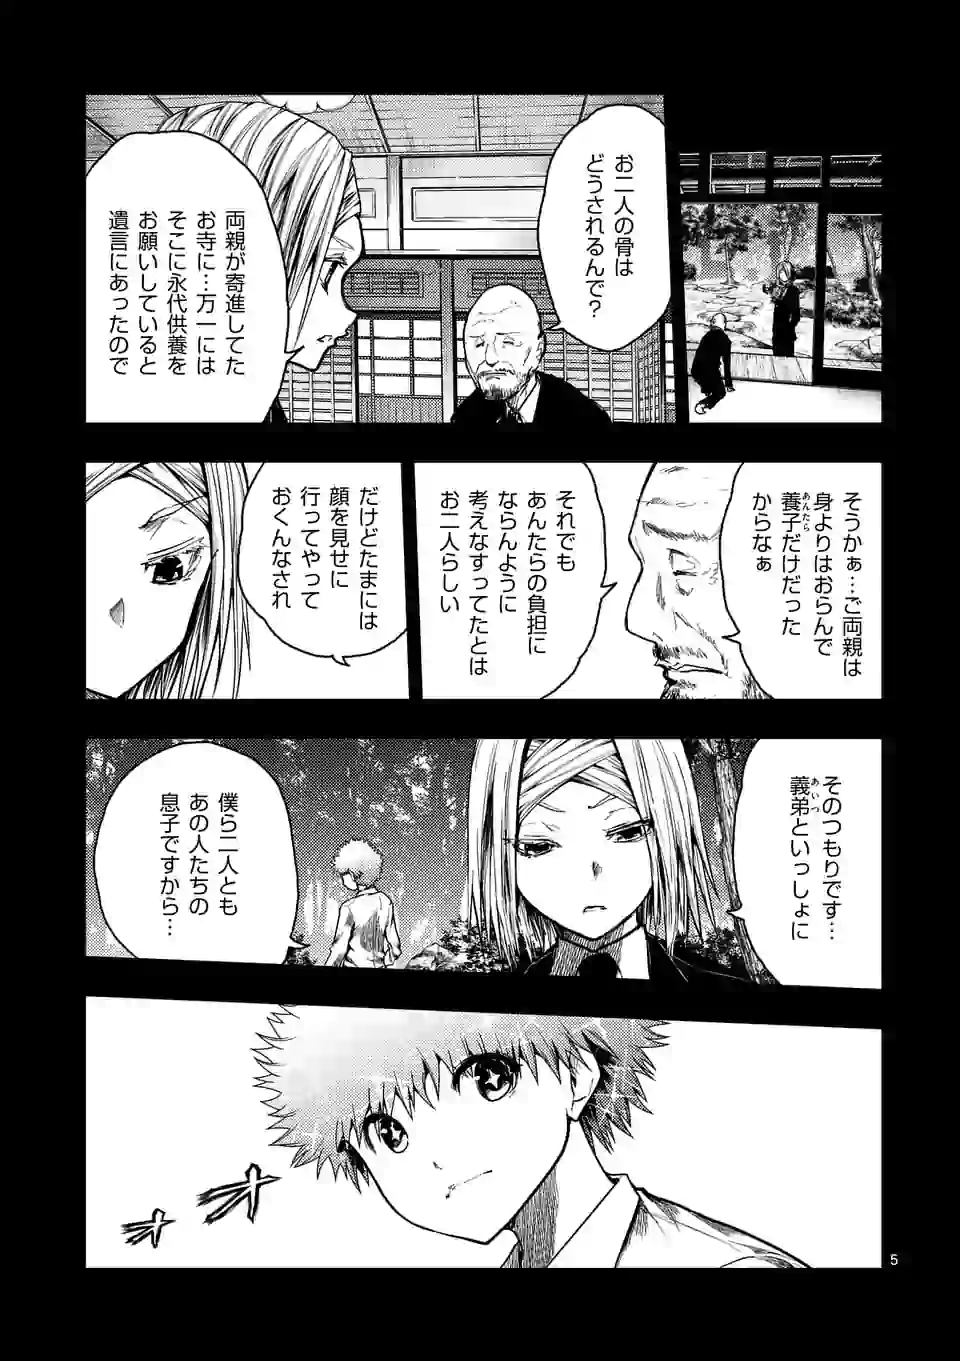 お二人の骨は
どうされるんで?
両親が寄進してた
お寺に…万一には
そこに永代供養を
お願いしていると
遺言にあったので
そうかぁ…ご両親は
身よりはおらんで
養子だけだった
あんたら
からなぁ
それでも
あんたらの負担に
ならんように
考えなすってたとは
お二人らしい
だけどたまには
顔を見せに
行ってやって
おくんなされ
そのつもりです…
義弟といっしょに
あいつ
僕ら二人とも
あの人たちの
息子ですから…
オオ
5